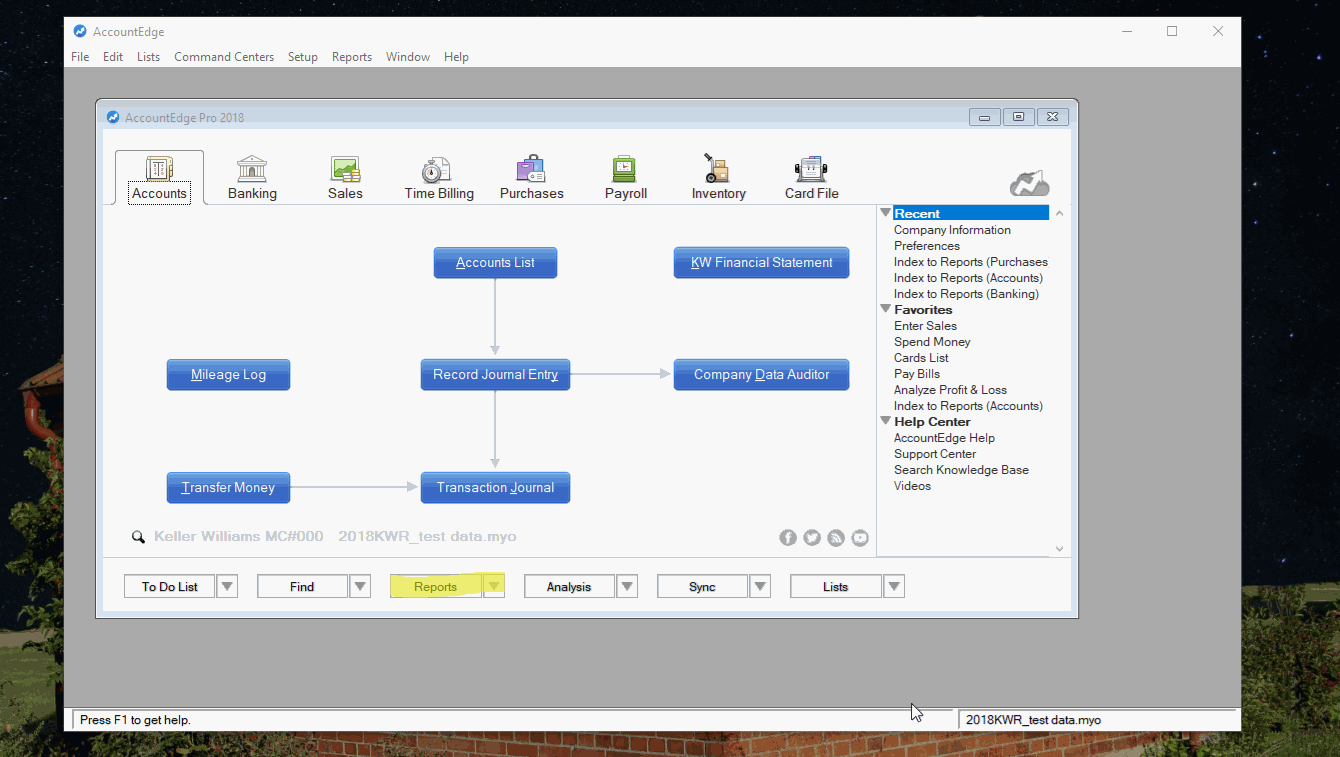 AccountEdge
File Edit Lists Command Centers Setup Reports Window Help
AccountEdge Pro 2018
Accounts Banking Sales Time Billing Purchases Payroll Inventory Card File
Accounts List
KW Financial Statement
Mileage Log
Record Journal Entry
Company Data Auditor
Transfer Money
Transaction Journal
Keller Williams MC#000 2018KWR_test data.myo
Recent
Company Information
Preferences
Index to Reports (Purchases
Index to Reports (Accounts)
Index to Reports (Banking)
Favorites
Enter Sales
Spend Money
Cards List
Pay Bills
Analyze Profit & Loss
Index to Reports (Accounts)
Help Center
AccountEdge Help
Support Center
Search Knowledge Base
Videos
To Do List Find Reports Analysis Sync Lists
Press F1 to get help.
2018KWR_test data.myo